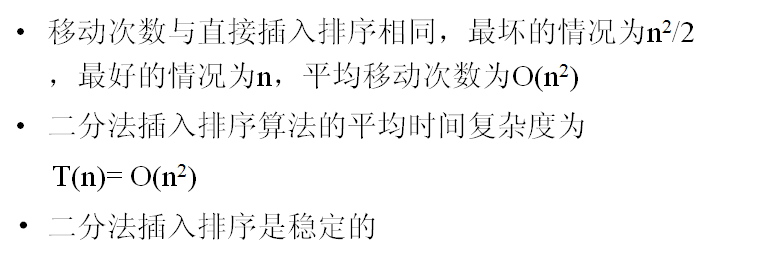 • 移动次数与直接插入排序相同，最坏的情况为n²/2
，最好的情况为n，平均移动次数为O(n²)
• 二分法插入排序算法的平均时间复杂度为
T(n)= O(n²)
• 二分法插入排序是稳定的